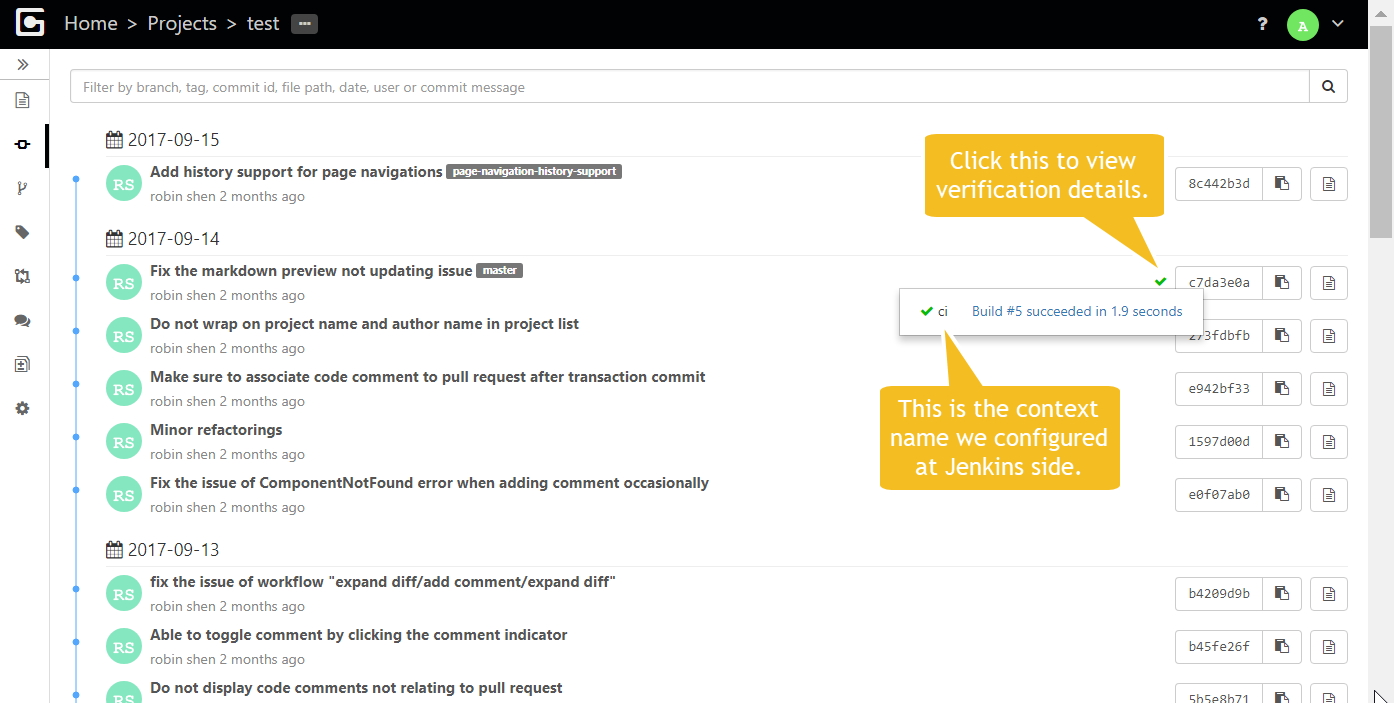 Home > Projects > test ...
? A
Filter by branch, tag, commit id, file path, date, user or commit message
2017-09-15
RS Add history support for page navigations page-navigation-history-support
robin shen 2 months ago
8c442b3d
Click this to view
verification details.
2017-09-14
RS Fix the markdown preview not updating issue master
robin shen 2 months ago
c7da3e0a
ci Build #5 succeeded in 1.9 seconds
RS Do not wrap on project name and author name in project list
robin shen 2 months ago
273fdbfb
RS Make sure to associate code comment to pull request after transaction commit
robin shen 2 months ago
e942bf33
This is the context
name we configured
at Jenkins side.
RS Minor refactorings
robin shen 2 months ago
1597d00d
RS Fix the issue of ComponentNotFound error when adding comment occasionally
robin shen 2 months ago
e0f07ab0
2017-09-13
RS fix the issue of workflow "expand diff/add comment/expand diff"
robin shen 2 months ago
b4209d9b
RS Able to toggle comment by clicking the comment indicator
robin shen 2 months ago
b45fe26f
RS Do not display code comments not relating to pull request
5b5e8b71